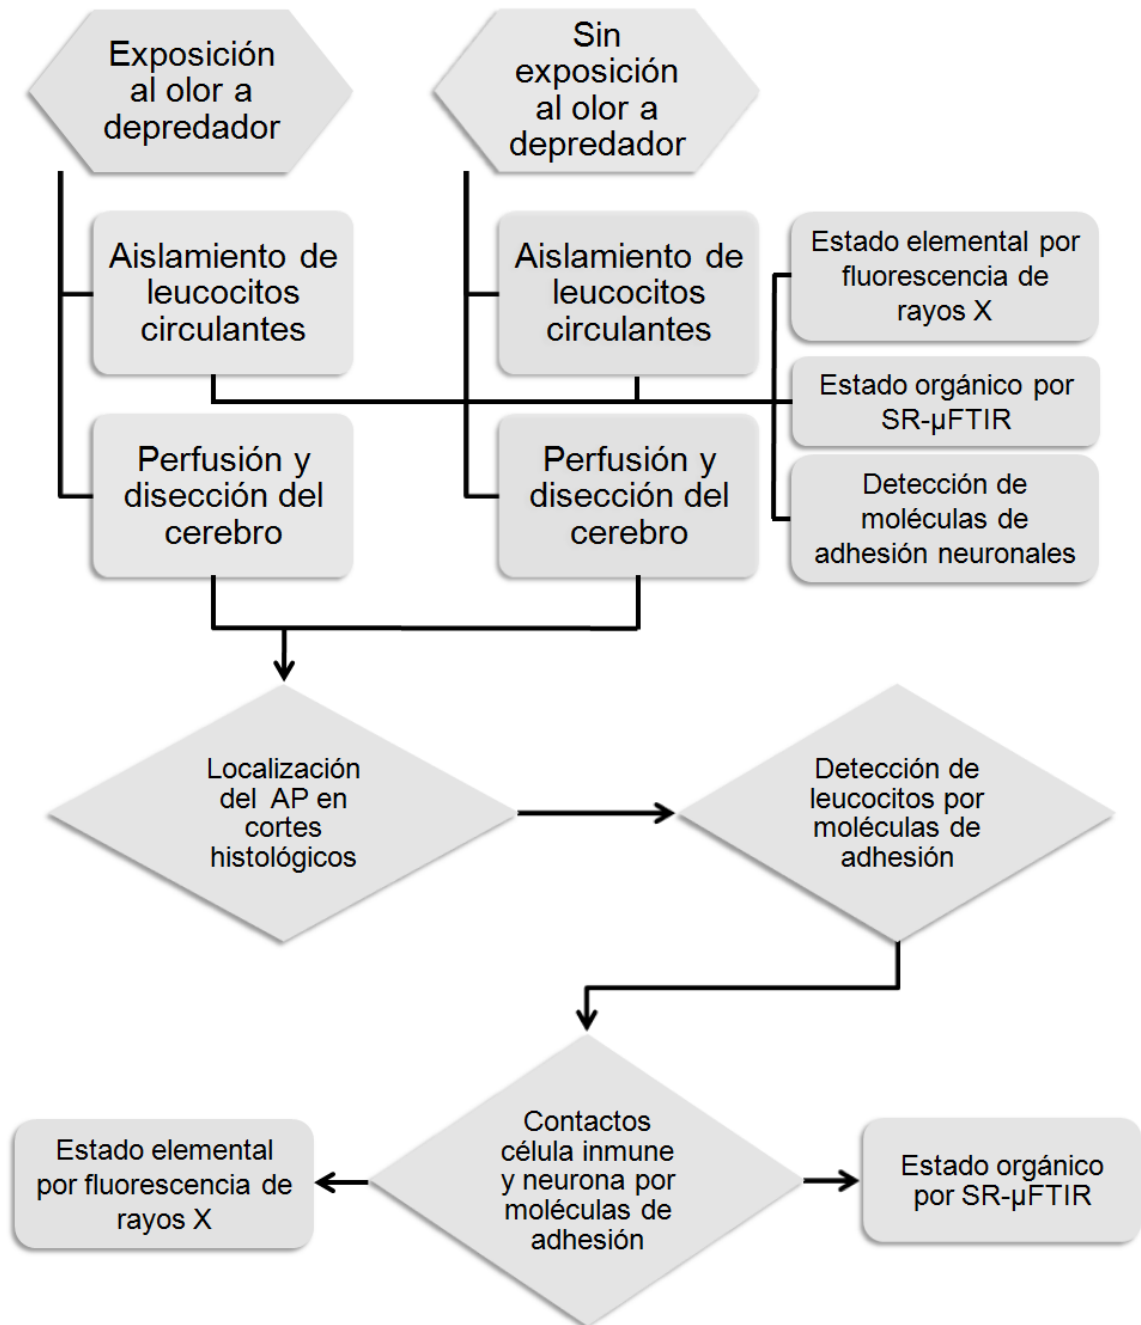 Exposición
al olor a
depredador
Sin
exposición
al olor a
depredador
Aislamiento de
leucocitos
circulantes
Aislamiento de
leucocitos
circulantes
Estado elemental por
fluorescencia de
rayos X
Estado orgánico por
SR-µFTIR
Detección de
moléculas de
adhesión neuronales
Perfusión y
disección del
cerebro
Perfusión y
disección del
cerebro
Localización
del AP en
cortes
histológicos
Detección de
leucocitos por
moléculas de
adhesión
Contactos
célula inmune
y neurona por
moléculas de
adhesión
Estado elemental
por fluorescencia de
rayos X
Estado orgánico
por SR-µFTIR